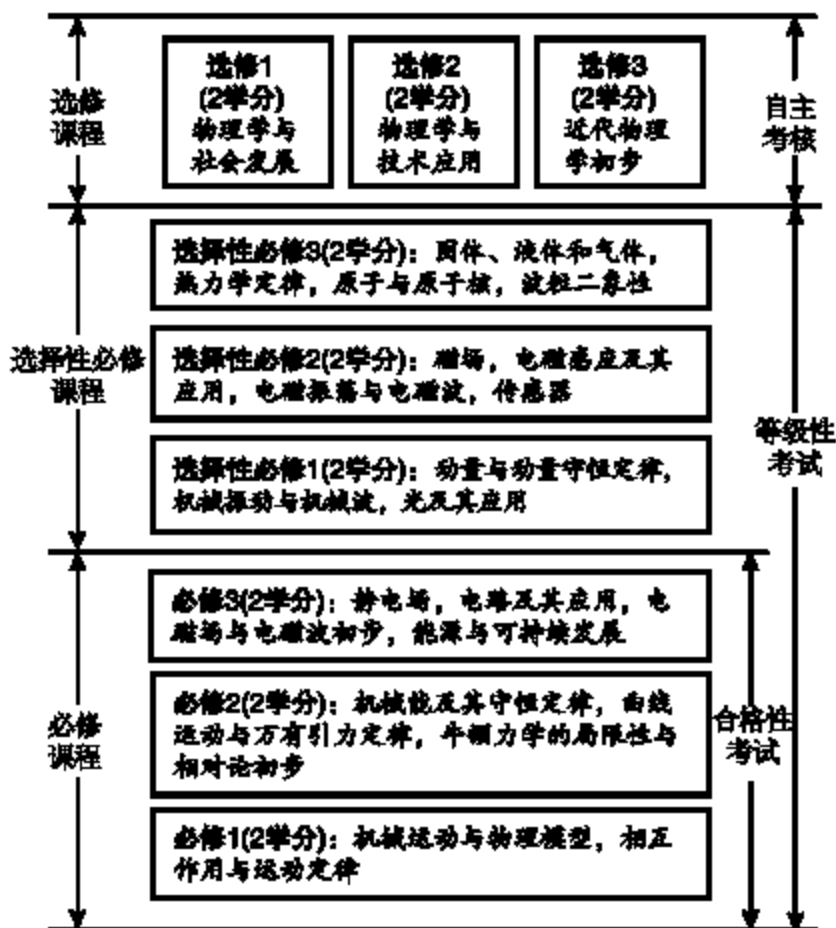 选修
课程
选修1
(2学分)
物理学与
社会发展
选修2
(2学分)
物理学与
技术应用
选修3
(2学分)
近代物理
学初步
自主
考核
选择性必修
课程
选择性必修3(2学分)：固体、液体和气体，
热力学定律，原子与原子核，波粒二象性
选择性必修2(2学分)：磁场，电磁感应及其
应用，电磁振荡与电磁波，传感器
选择性必修1(2学分)：动量与动量守恒定律，
机械振动与机械波，光及其应用
等级性
考试
必修
课程
必修3(2学分)：静电场，电路及其应用，电
磁场与电磁波初步，能源与可持续发展
必修2(2学分)：机械能及其守恒定律，曲线
运动与万有引力定律，牛顿力学的局限性与
相对论初步
必修1(2学分)：机械运动与物理模型，相互
作用与运动定律
合格性
考试